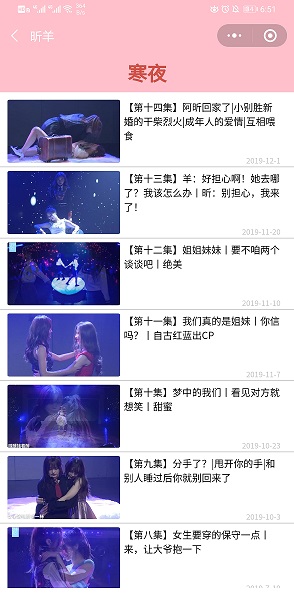 6:51
昕羊
寒夜
【第十四集】阿昕回家了|小别胜新
婚的干柴烈火|成年人的爱情|互相喂
食
2019-12-1
【第十三集】羊：好担心啊！她去哪
了？我该怎么办丨昕：别担心，我来
了！
2019-11-20
【第十二集】姐姐妹妹丨要不咱两个
谈谈吧丨绝美
2019-11-10
【第十一集】我们真的是姐妹丨你信
吗？丨自古红蓝出CP
2019-11-7
【第十集】梦中的我们丨看见对方就
想笑丨甜蜜
2019-10-23
【第九集】分手了？|甩开你的手|和
别人睡过后你就别回来了
2019-10-3
【第八集】女生要穿的保守一点丨
来，让大爷抱一下